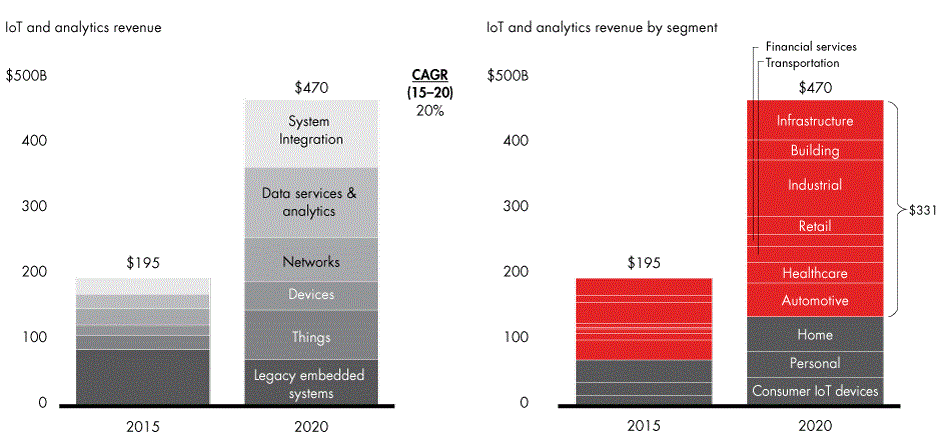 IoT and analytics revenue
$500B
400
300
200
100
0
$195
$470
System
Integration
Data services &
analytics
Networks
Devices
Things
Legacy embedded
systems
2015
2020
CAGR
(15–20)
20%
IoT and analytics revenue by segment
Financial services
Transportation
$500B
400
300
200
100
0
$195
$470
Infrastructure
Building
Industrial
Retail
Healthcare
Automotive
Home
Personal
Consumer IoT devices
$331
2015
2020